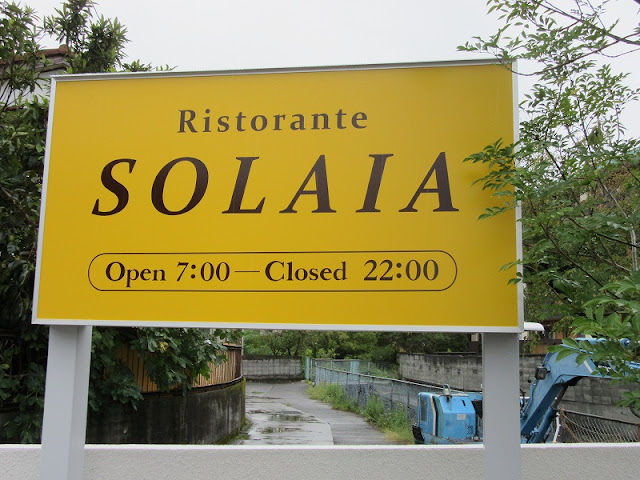 Ristorante
SOLAIA
Open 7:00—Closed 22:00